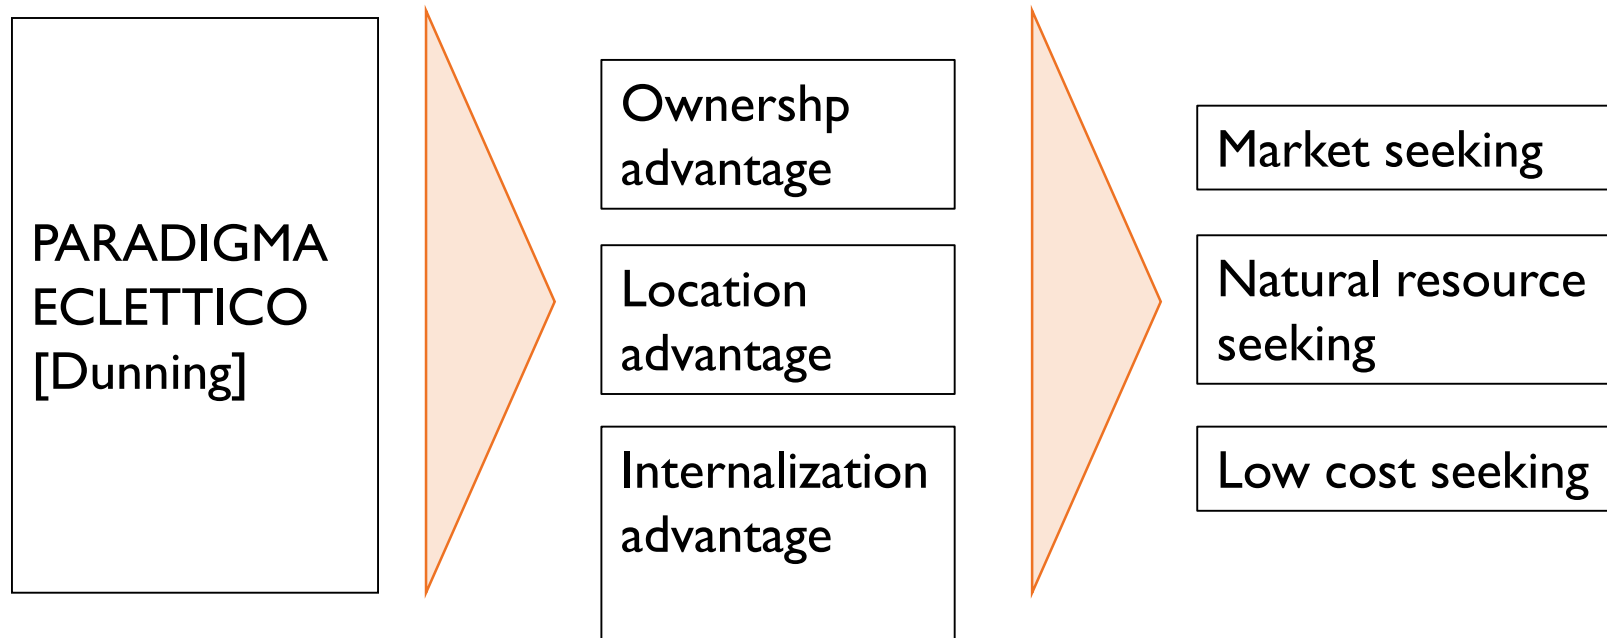 PARADIGMA
ECLETTICO
[Dunning]
Ownershp
advantage
Location
advantage
Internalization
advantage
Market seeking
Natural resource
seeking
Low cost seeking